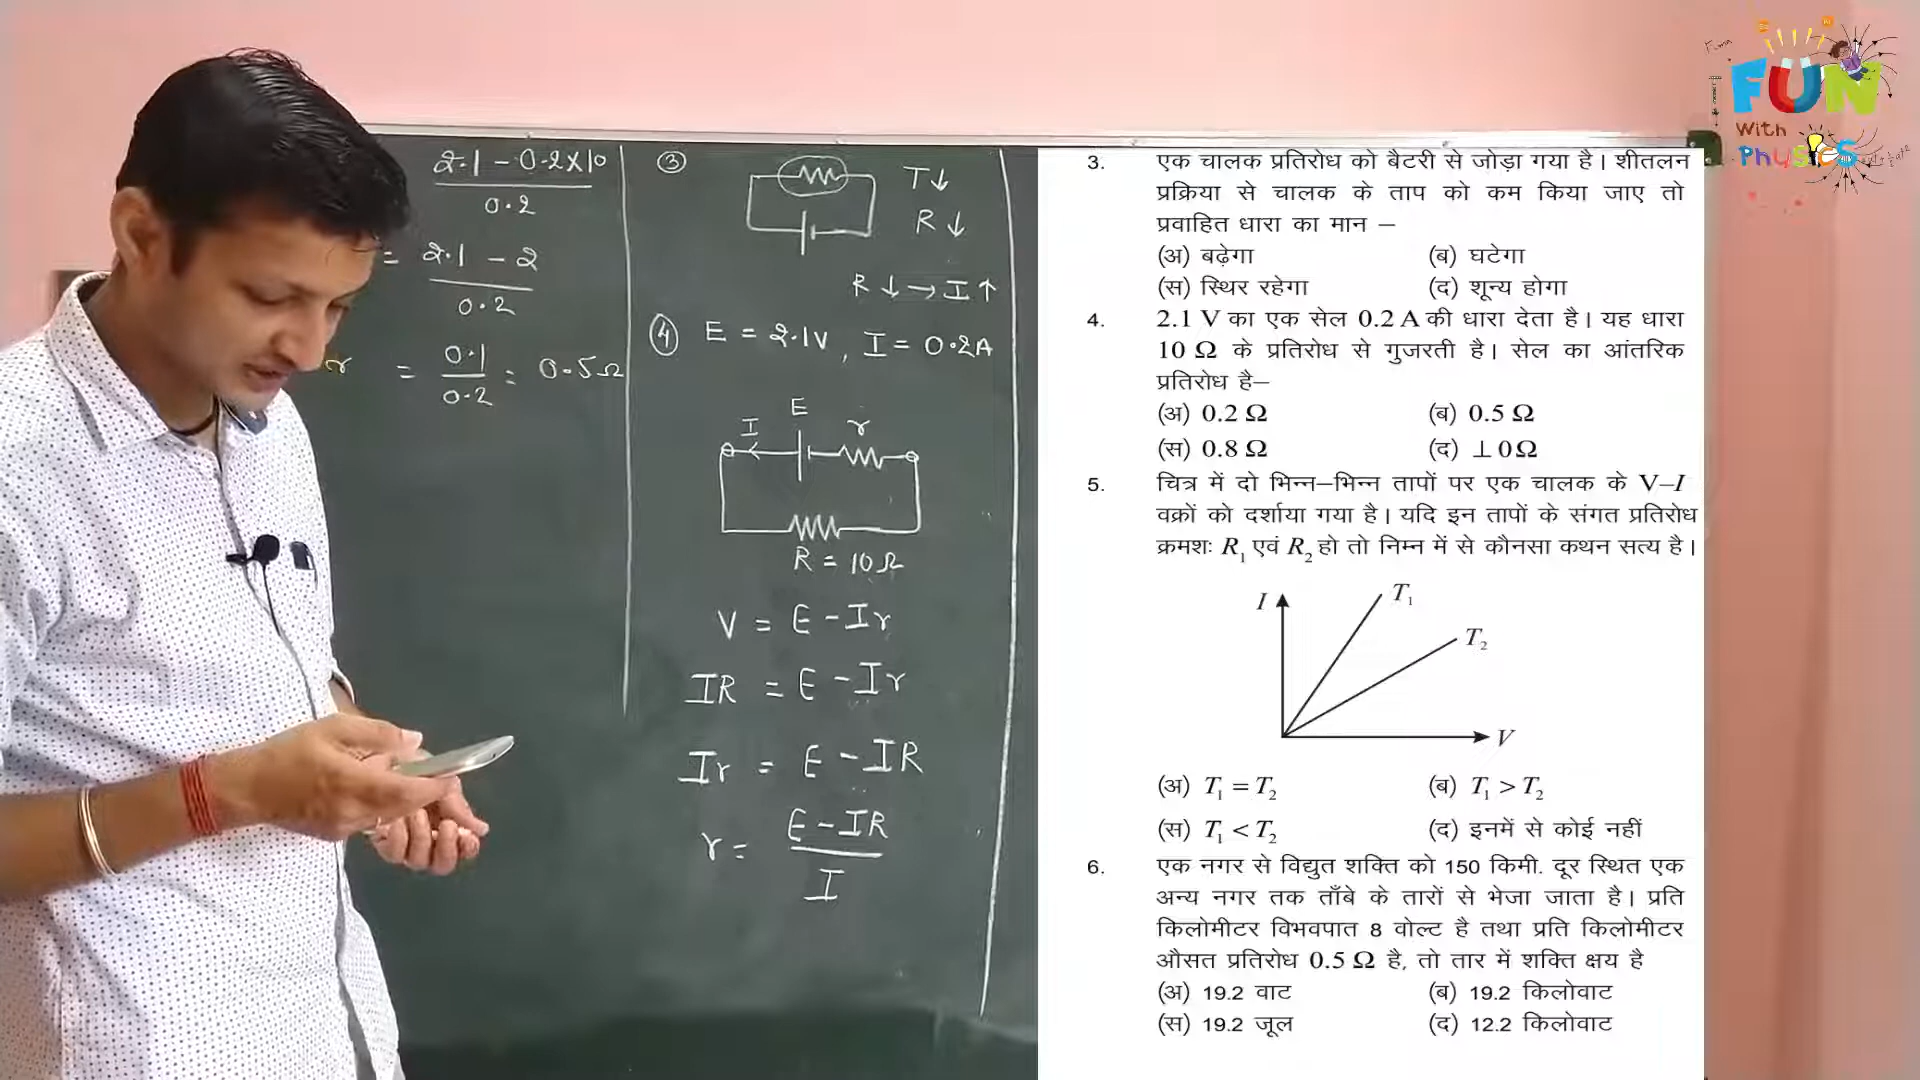 2.1 - 0.2 x 10
0.2
= 2.1 - 2
0.2
r = 0.1 = 0.5 Ω
0.2
③
T↓
R↓
R↓ → I↑
④ E = 2.1V, I = 0.2A
E
I
r
R = 10Ω
V = E - Ir
IR = E - Ir
Ir = E - IR
r = E - IR
I
3. एक चालक प्रतिरोध को बैटरी से जोड़ा गया है। शीतलन
प्रक्रिया से चालक के ताप को कम किया जाए तो
प्रवाहित धारा का मान –
(अ) बढ़ेगा (ब) घटेगा
(स) स्थिर रहेगा (द) शून्य होगा
4. 2.1 V का एक सेल 0.2 A की धारा देता है। यह धारा
10 Ω के प्रतिरोध से गुजरती है। सेल का आंतरिक
प्रतिरोध है–
(अ) 0.2 Ω (ब) 0.5 Ω
(स) 0.8 Ω (द) ⊥0Ω
5. चित्र में दो भिन्न–भिन्न तापों पर एक चालक के V–I
वक्रों को दर्शाया गया है। यदि इन तापों के संगत प्रतिरोध
क्रमशः R₁ एवं R₂ हो तो निम्न में से कौनसा कथन सत्य है।
I
T₁
T₂
V
(अ) T₁ = T₂ (ब) T₁ > T₂
(स) T₁ < T₂ (द) इनमें से कोई नहीं
6. एक नगर से विद्युत शक्ति को 150 किमी. दूर स्थित एक
अन्य नगर तक ताँबे के तारों से भेजा जाता है। प्रति
किलोमीटर विभवपात 8 वोल्ट है तथा प्रति किलोमीटर
औसत प्रतिरोध 0.5 Ω है, तो तार में शक्ति क्षय है
(अ) 19.2 वाट (ब) 19.2 किलोवाट
(स) 19.2 जूल (द) 12.2 किलोवाट
FUN
With
Physics